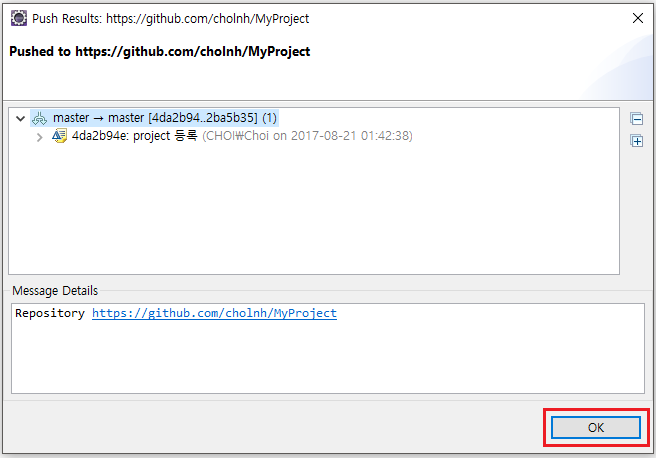 Push Results: https://github.com/cholnh/MyProject
Pushed to https://github.com/cholnh/MyProject
master → master [4da2b94..2ba5b35] (1)
4da2b94e: project 등록 (CHOI₩Choi on 2017-08-21 01:42:38)
Message Details
Repository https://github.com/cholnh/MyProject
OK